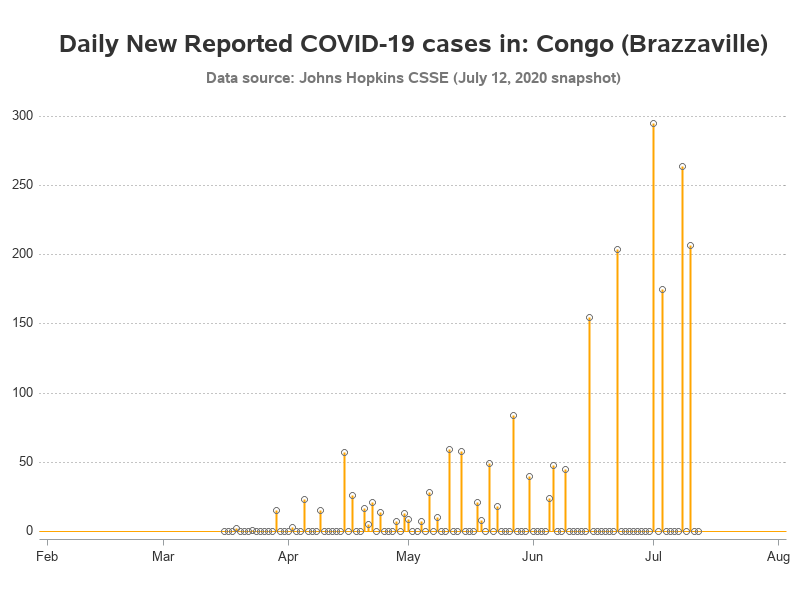 Daily New Reported COVID-19 cases in: Congo (Brazzaville)
Data source: Johns Hopkins CSSE (July 12, 2020 snapshot)
300
250
200
150
100
50
0
Feb Mar Apr May Jun Jul Aug